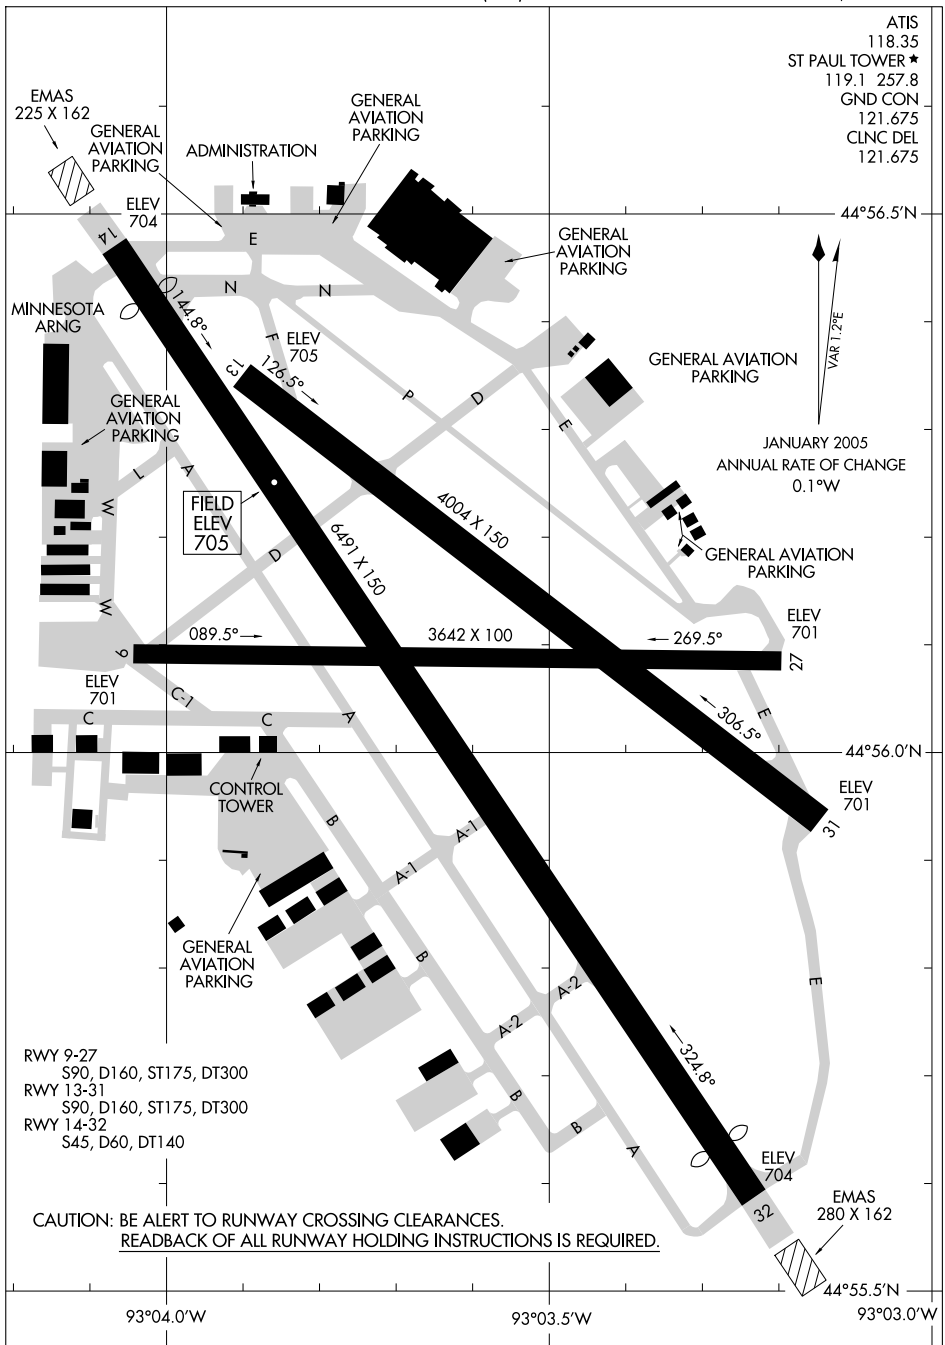 ATIS
118.35
ST PAUL TOWER ★
119.1 257.8
GND CON
121.675
CLNC DEL
121.675
EMAS
225 X 162
GENERAL
AVIATION
PARKING
ADMINISTRATION
GENERAL
AVIATION
PARKING
ELEV
704
14
E
44°56.5'N
GENERAL
AVIATION
PARKING
N
N
144.8°
MINNESOTA
ARNG
F
ELEV
705
13
126.5°
VAR 1.2°E
GENERAL AVIATION
PARKING
P
D
E
GENERAL
AVIATION
PARKING
JANUARY 2005
ANNUAL RATE OF CHANGE
0.1°W
L
A
W
FIELD
ELEV
705
4004 X 150
6491 X 150
D
GENERAL AVIATION
PARKING
W
ELEV
701
9
089.5°
3642 X 100
269.5°
27
ELEV
701
C-1
C
C
A
306.5°
E
44°56.0'N
CONTROL
TOWER
ELEV
701
31
B
A-1
A-1
GENERAL
AVIATION
PARKING
B
A-2
A-2
E
RWY 9-27
S90, D160, ST175, DT300
RWY 13-31
S90, D160, ST175, DT300
RWY 14-32
S45, D60, DT140
324.8°
B
B
A
ELEV
704
32
EMAS
280 X 162
CAUTION: BE ALERT TO RUNWAY CROSSING CLEARANCES.
READBACK OF ALL RUNWAY HOLDING INSTRUCTIONS IS REQUIRED.
44°55.5'N
93°04.0'W
93°03.5'W
93°03.0'W